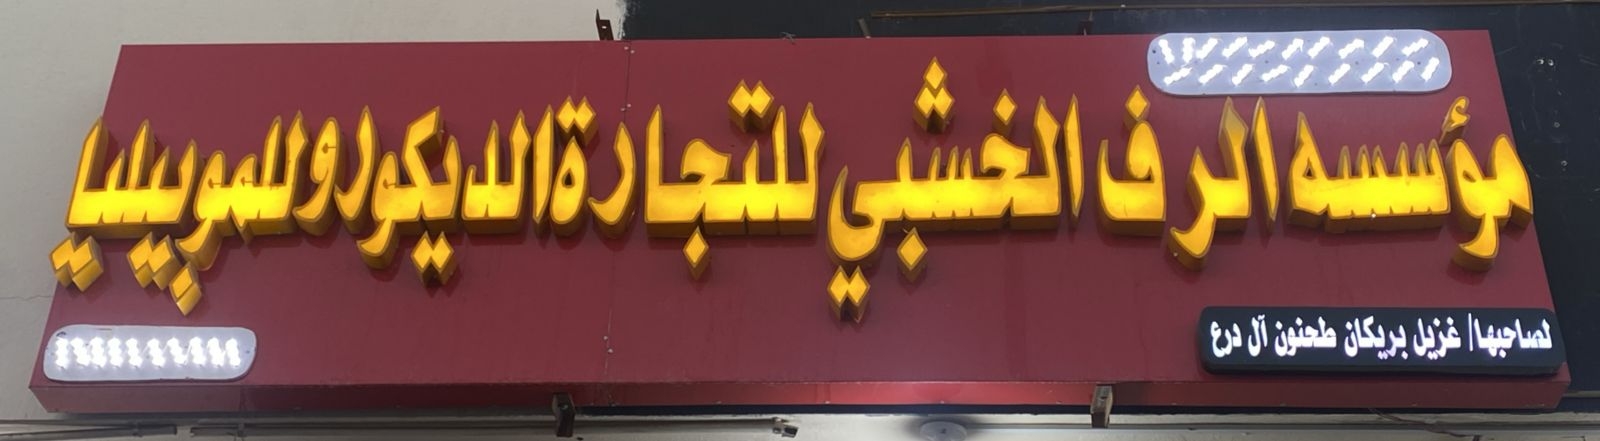 مؤسسه الرف الخشبي للتجارة الديكور وللموبيليا
لصاحبها/ غزيل بريكان طحنون آل درع